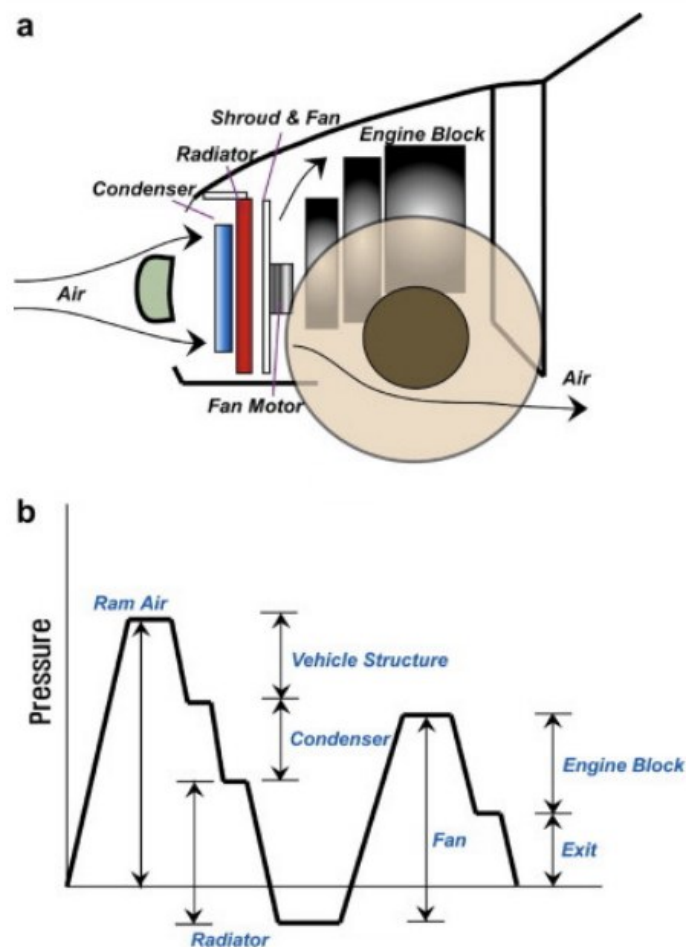 a
Shroud & Fan
Engine Block
Radiator
Condenser
Air
Air
Fan Motor
b
Ram Air
Pressure
Vehicle Structure
Condenser
Engine Block
Fan
Exit
Radiator